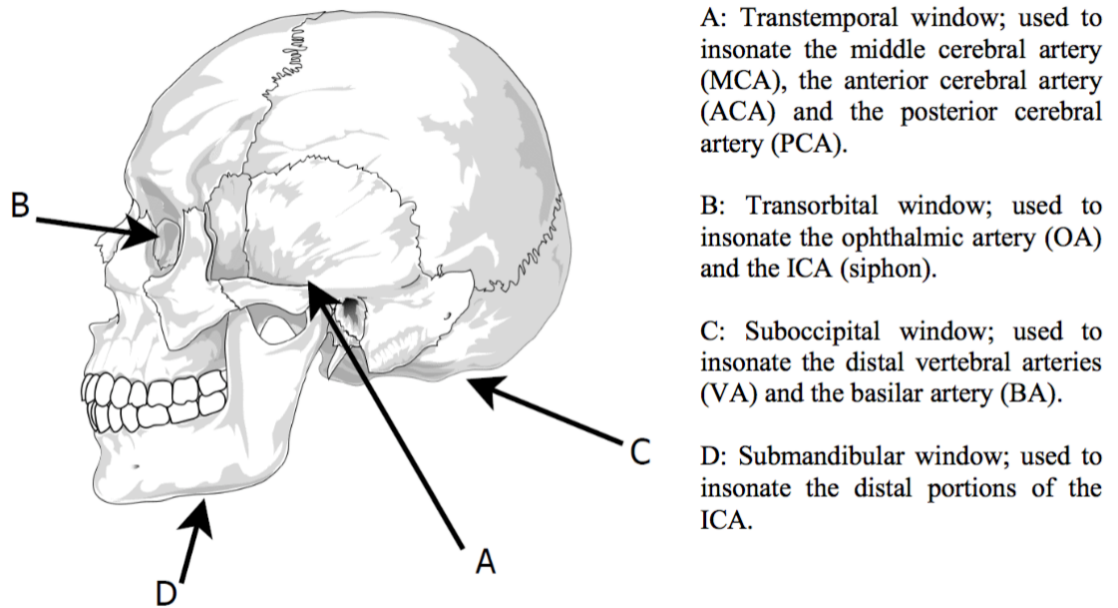 A: Transtemporal window; used to
insonate the middle cerebral artery
(MCA), the anterior cerebral artery
(ACA) and the posterior cerebral
artery (PCA).
B
B: Transorbital window; used to
insonate the ophthalmic artery (OA)
and the ICA (siphon).
C: Suboccipital window; used to
insonate the distal vertebral arteries
(VA) and the basilar artery (BA).
C
D: Submandibular window; used to
insonate the distal portions of the
ICA.
A
D